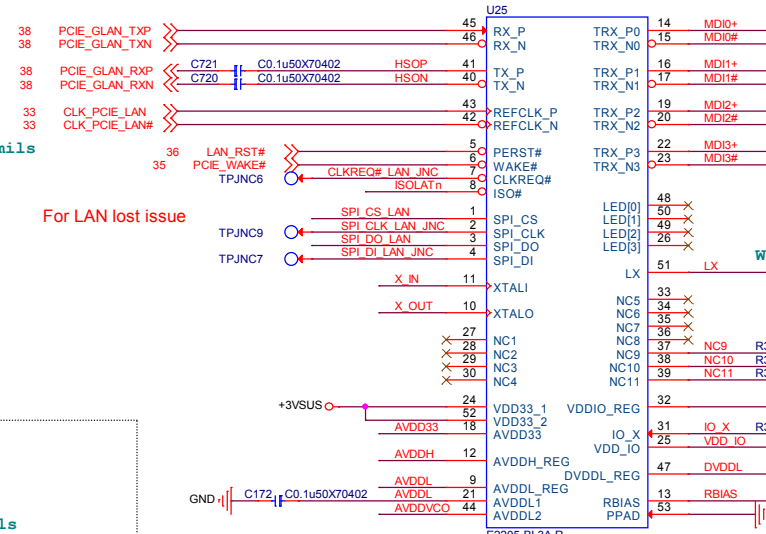 U25
38 PCIE_GLAN_TXP 45 RX_P TRX_P0 14 MDI0+
38 PCIE_GLAN_TXN 46 RX_N TRX_N0 15 MDI0#
38 PCIE_GLAN_RXP C721 C0.1u50X70402 HSOP 41 TX_P TRX_P1 16 MDI1+
38 PCIE_GLAN_RXN C720 C0.1u50X70402 HSON 40 TX_N TRX_N1 17 MDI1#
33 CLK_PCIE_LAN 43 REFCLK_P TRX_P2 19 MDI2+
33 CLK_PCIE_LAN# 42 REFCLK_N TRX_N2 20 MDI2#
mils
36 LAN_RST# 5 PERST# TRX_P3 22 MDI3+
35 PCIE_WAKE# 6 WAKE# TRX_N3 23 MDI3#
TPJNC6 CLKREQ#_LAN_JNC 7 CLKREQ#
ISOLATn 8 ISO#
For LAN lost issue
LED[0] 48
SPI_CS_LAN 1 SPI_CS LED[1] 50
TPJNC9 SPI_CLK_LAN_JNC 2 SPI_CLK LED[2] 49
SPI_DO_LAN 3 SPI_DO LED[3] 26
TPJNC7 SPI_DI_LAN_JNC 4 SPI_DI
W
LX 51 LX
X_IN 11 XTALI
NC5 33
X_OUT 10 XTALO NC6 34
NC7 35
27 NC1 NC8 36
28 NC2 NC9 37 NC9 R3
29 NC3 NC10 38 NC10 R3
30 NC4 NC11 39 NC11 R3
+3VSUS 24 VDD33_1 VDDIO_REG 32
52 VDD33_2
AVDD33 18 AVDD33 IO_X 31 IO_X R3
VDD_IO 25 VDD_IO
AVDDH 12 AVDDH_REG
DVDDL_REG 47 DVDDL
AVDDL 9 AVDDL_REG
GND C172 C0.1u50X70402 AVDDL 21 AVDDL1 RBIAS 13 RBIAS
AVDDVCO 44 AVDDL2 PPAD 53
ls